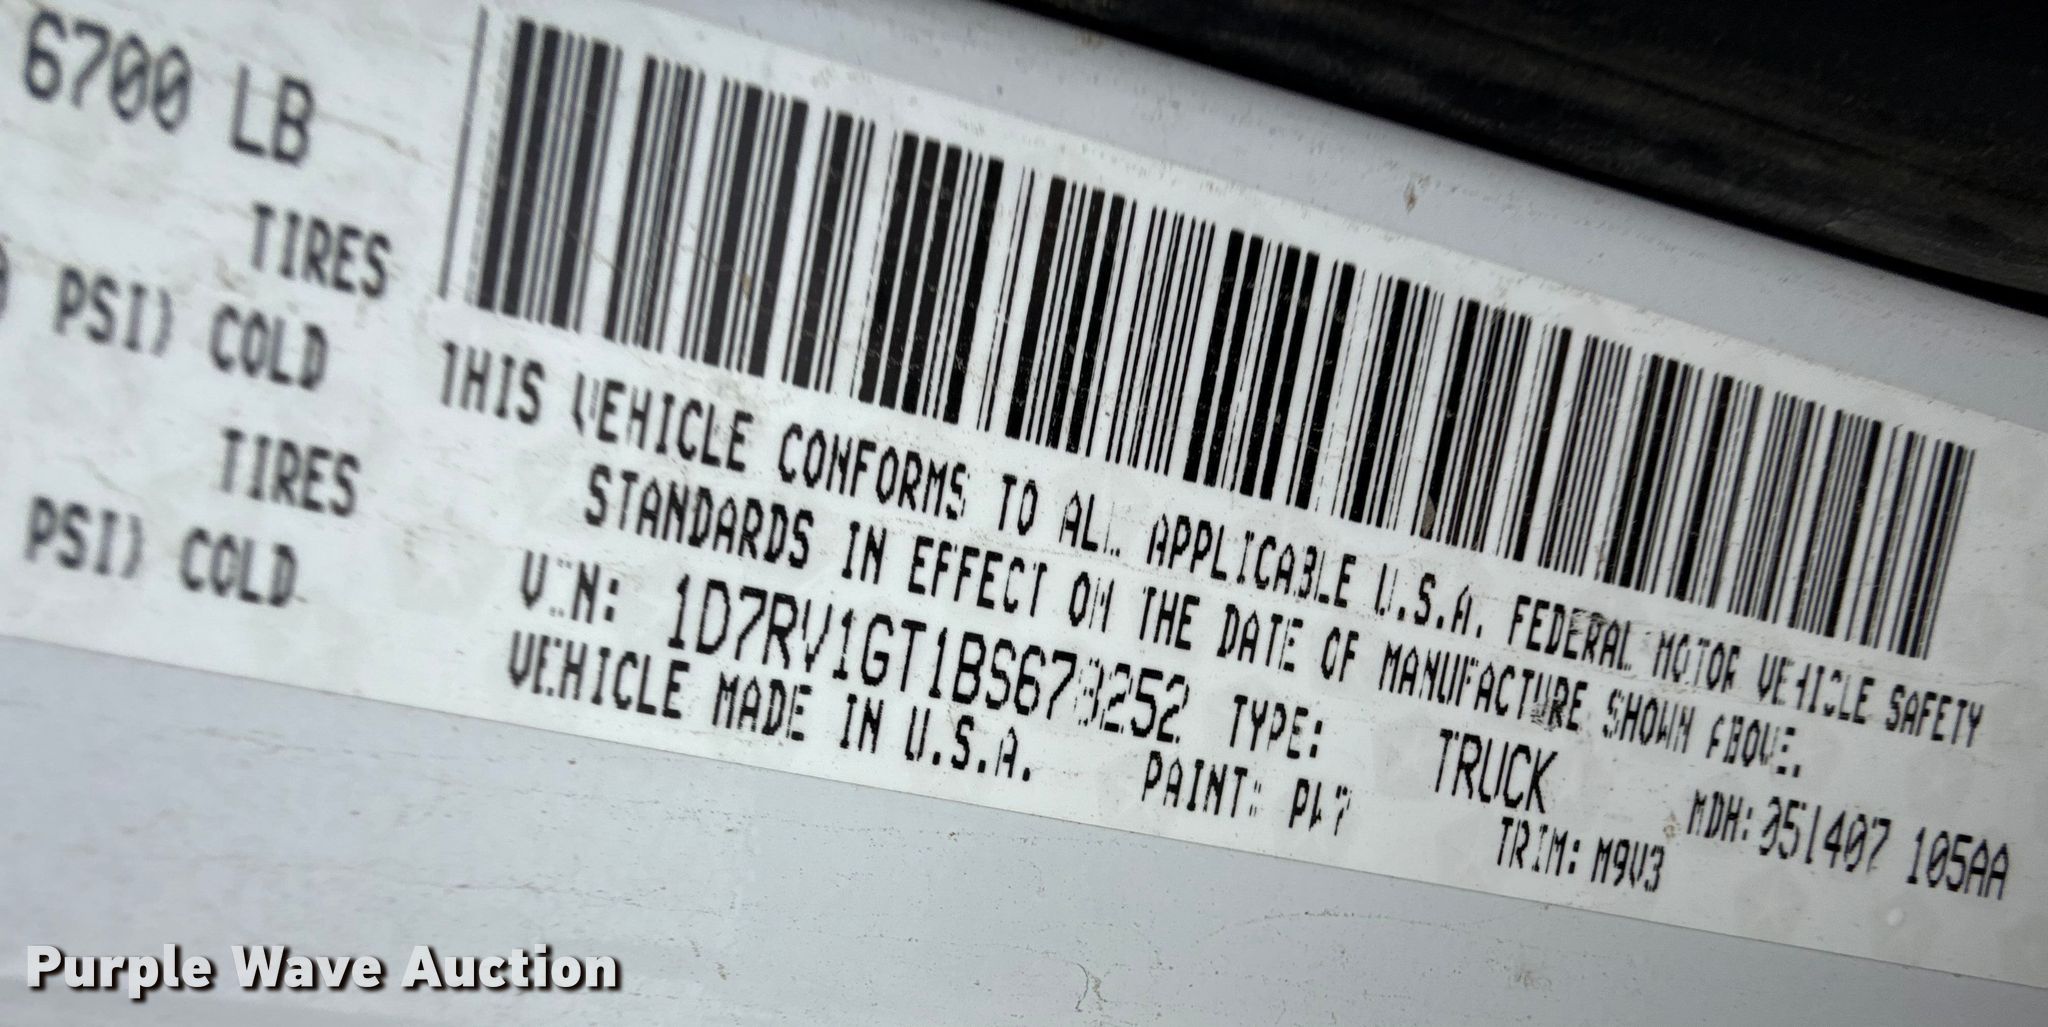 6700 LB
TIRES
PSI) COLD
TIRES
PSI) COLD
THIS VEHICLE CONFORMS TO ALL APPLICABLE U.S.A. FEDERAL MOTOR VEHICLE SAFETY
STANDARDS IN EFFECT ON THE DATE OF MANUFACTURE SHOWN ABOVE.
VIN: 1D7RV1GT1BS678252 TYPE: TRUCK MDH: 351407 105AA
VEHICLE MADE IN U.S.A. PAINT: PW7 TRIM: M9V3
Purple Wave Auction